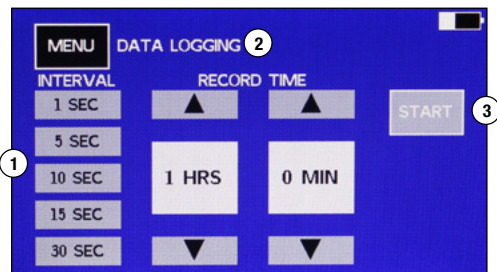 MENU DATA LOGGING 2
INTERVAL RECORD TIME
1 SEC
START 3
5 SEC
1
10 SEC 1 HRS 0 MIN
15 SEC
30 SEC